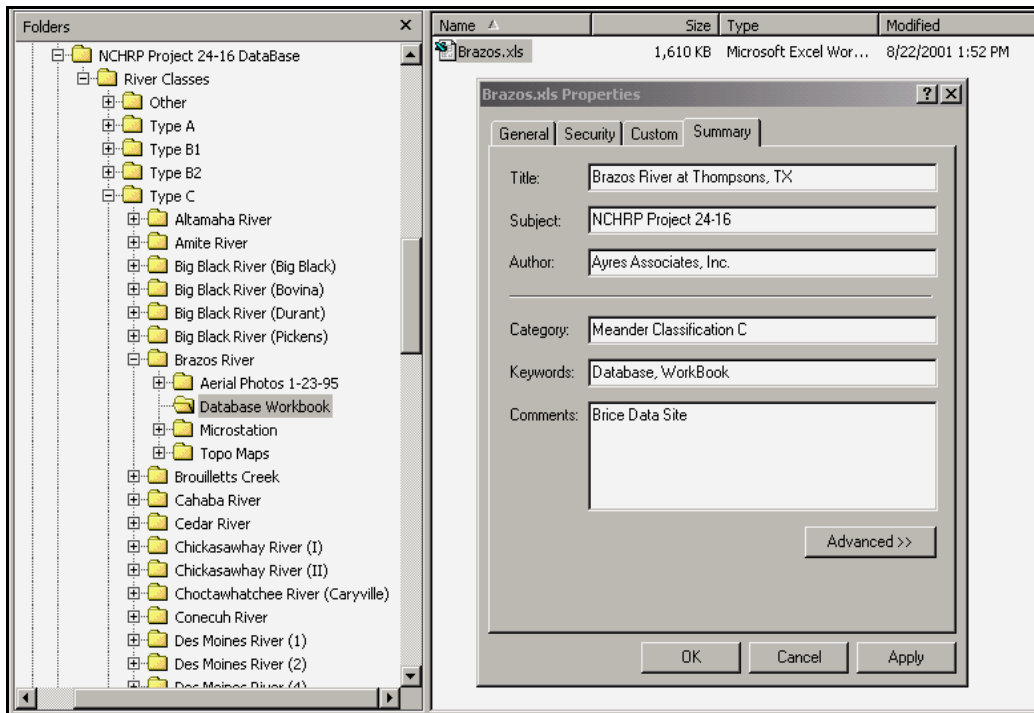 Folders
NCHRP Project 24-16 DataBase
River Classes
Other
Type A
Type B1
Type B2
Type C
Altamaha River
Amite River
Big Black River (Big Black)
Big Black River (Bovina)
Big Black River (Durant)
Big Black River (Pickens)
Brazos River
Aerial Photos 1-23-95
Database Workbook
Microstation
Topo Maps
Brouilletts Creek
Cahaba River
Cedar River
Chickasawhay River (I)
Chickasawhay River (II)
Choctawhatchee River (Caryville)
Conecuh River
Des Moines River (1)
Des Moines River (2)
Des Moines River (4)
Name Size Type Modified
Brazos.xls 1,610 KB Microsoft Excel Wor... 8/22/2001 1:52 PM
Brazos.xls Properties
General Security Custom Summary
Title: Brazos River at Thompsons, TX
Subject: NCHRP Project 24-16
Author: Ayres Associates, Inc.
Category: Meander Classification C
Keywords: Database, WorkBook
Comments: Brice Data Site
Advanced >>
OK Cancel Apply